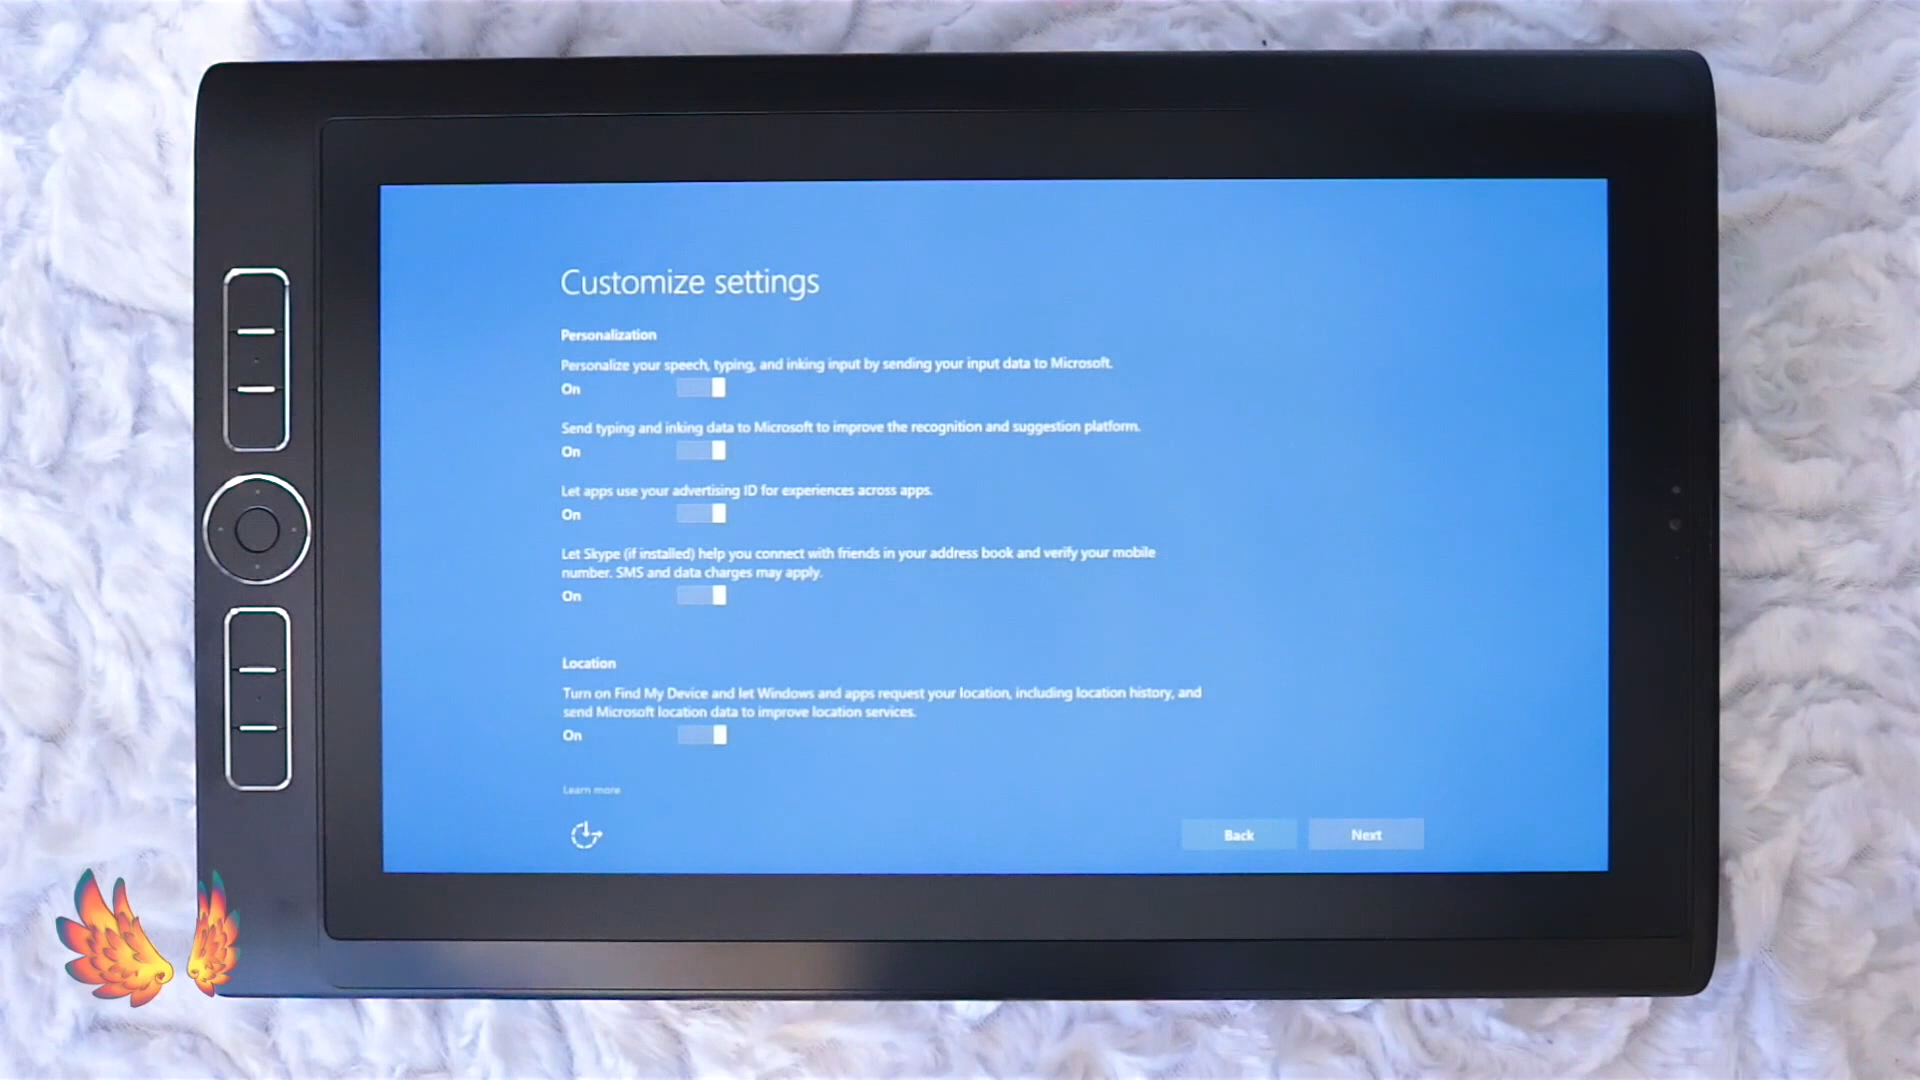 Customize settings
Personalization
Personalize your speech, typing, and inking input by sending your input data to Microsoft.
On
Send typing and inking data to Microsoft to improve the recognition and suggestion platform.
On
Let apps use your advertising ID for experiences across apps.
On
Let Skype (if installed) help you connect with friends in your address book and verify your mobile
number. SMS and data charges may apply.
On
Location
Turn on Find My Device and let Windows and apps request your location, including location history, and
send Microsoft location data to improve location services.
On
Learn more
Back
Next